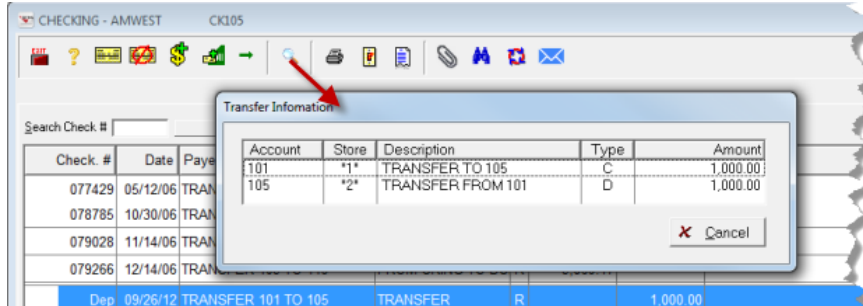 CHECKING - AMWEST CK105
EXIT
Transfer Infomation
Search Check #
Account Store Description Type Amount
101 *1* TRANSFER TO 105 C 1,000.00
105 *2* TRANSFER FROM 101 D 1,000.00
Cancel
Check. # Date Paye
077429 05/12/06 TRAN
078785 10/30/06 TRAN
079028 11/14/06 TRAN
079266 12/14/06 R
Dep 09/26/12 TRANSFER 101 TO 105 TRANSFER R 1,000.00